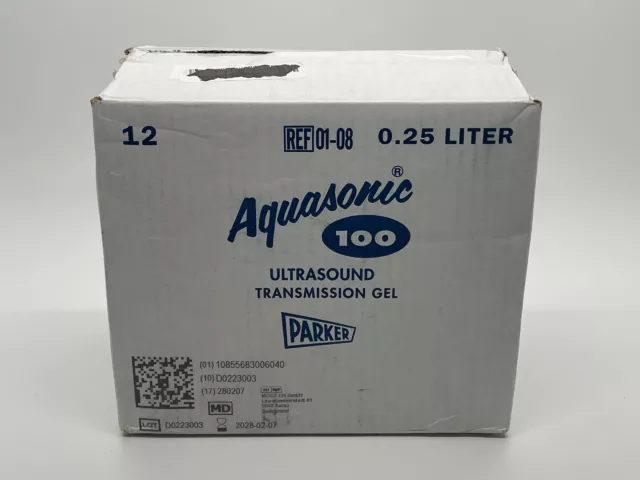 12
REF 01-08
0.25 LITER
Aquasonic®
100
ULTRASOUND
TRANSMISSION GEL
PARKER
(01) 10855683006040
(10) D0223003
(17) 280207
MD
LOT D0223003
2028-02-07